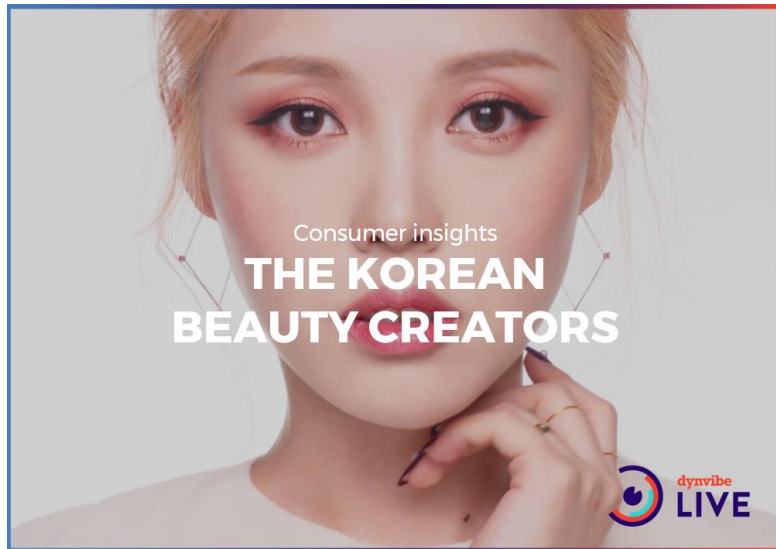 Consumer insights
THE KOREAN
BEAUTY CREATORS
dynvibe
LIVE